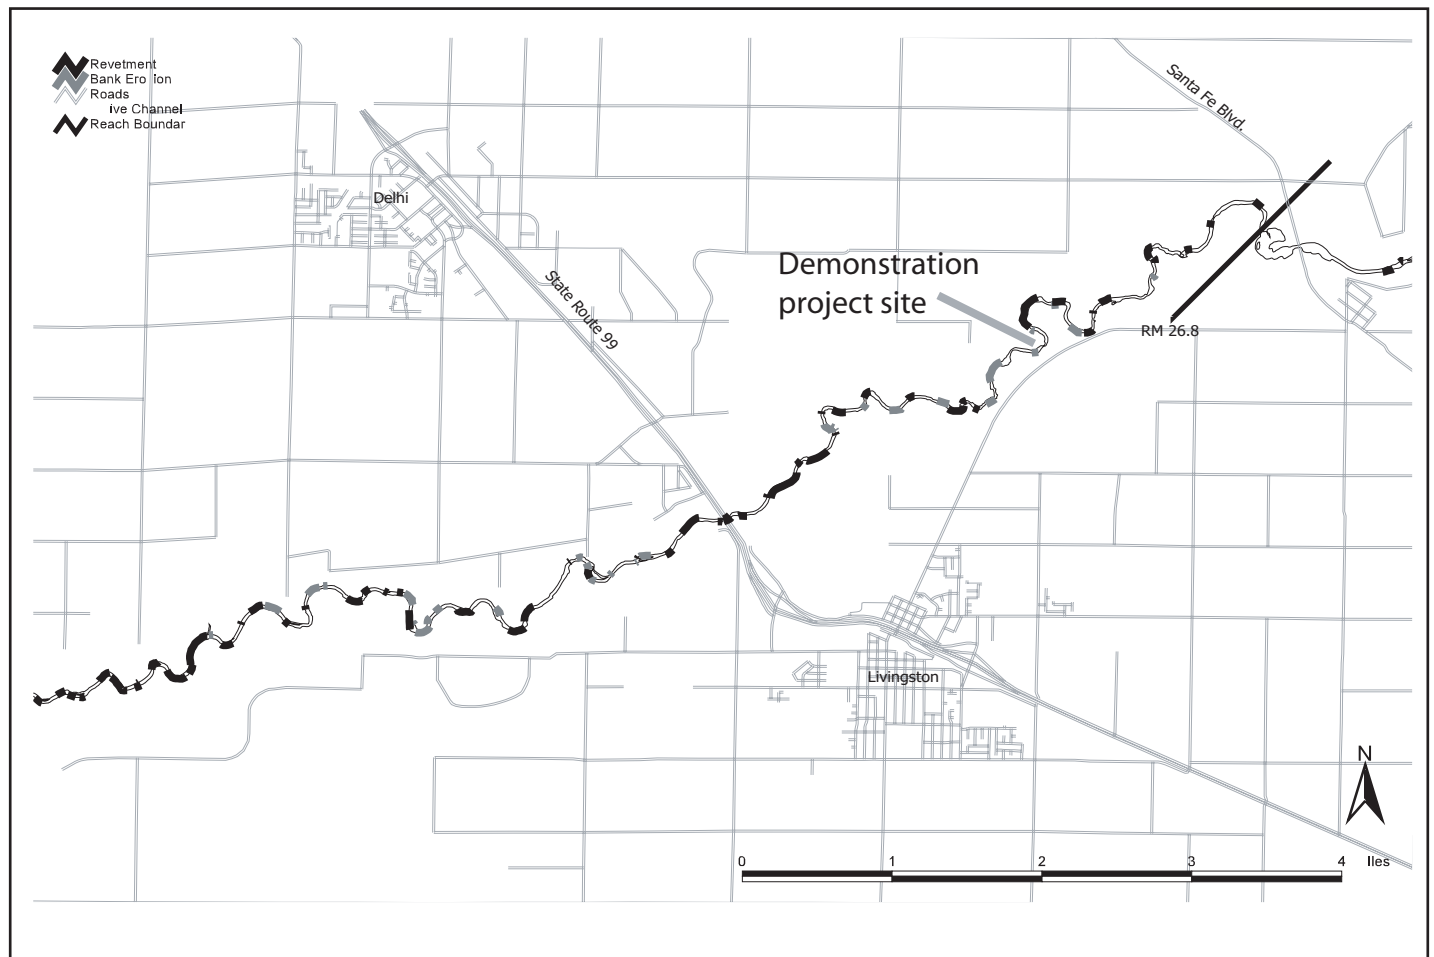 Revetment
Bank Ero ion
Roads
ive Channel
Reach Boundar
Santa Fe Blvd.
Delhi
State Route 99
Demonstration
project site
RM 26.8
Livingston
N
0 1 2 3 4 Iles